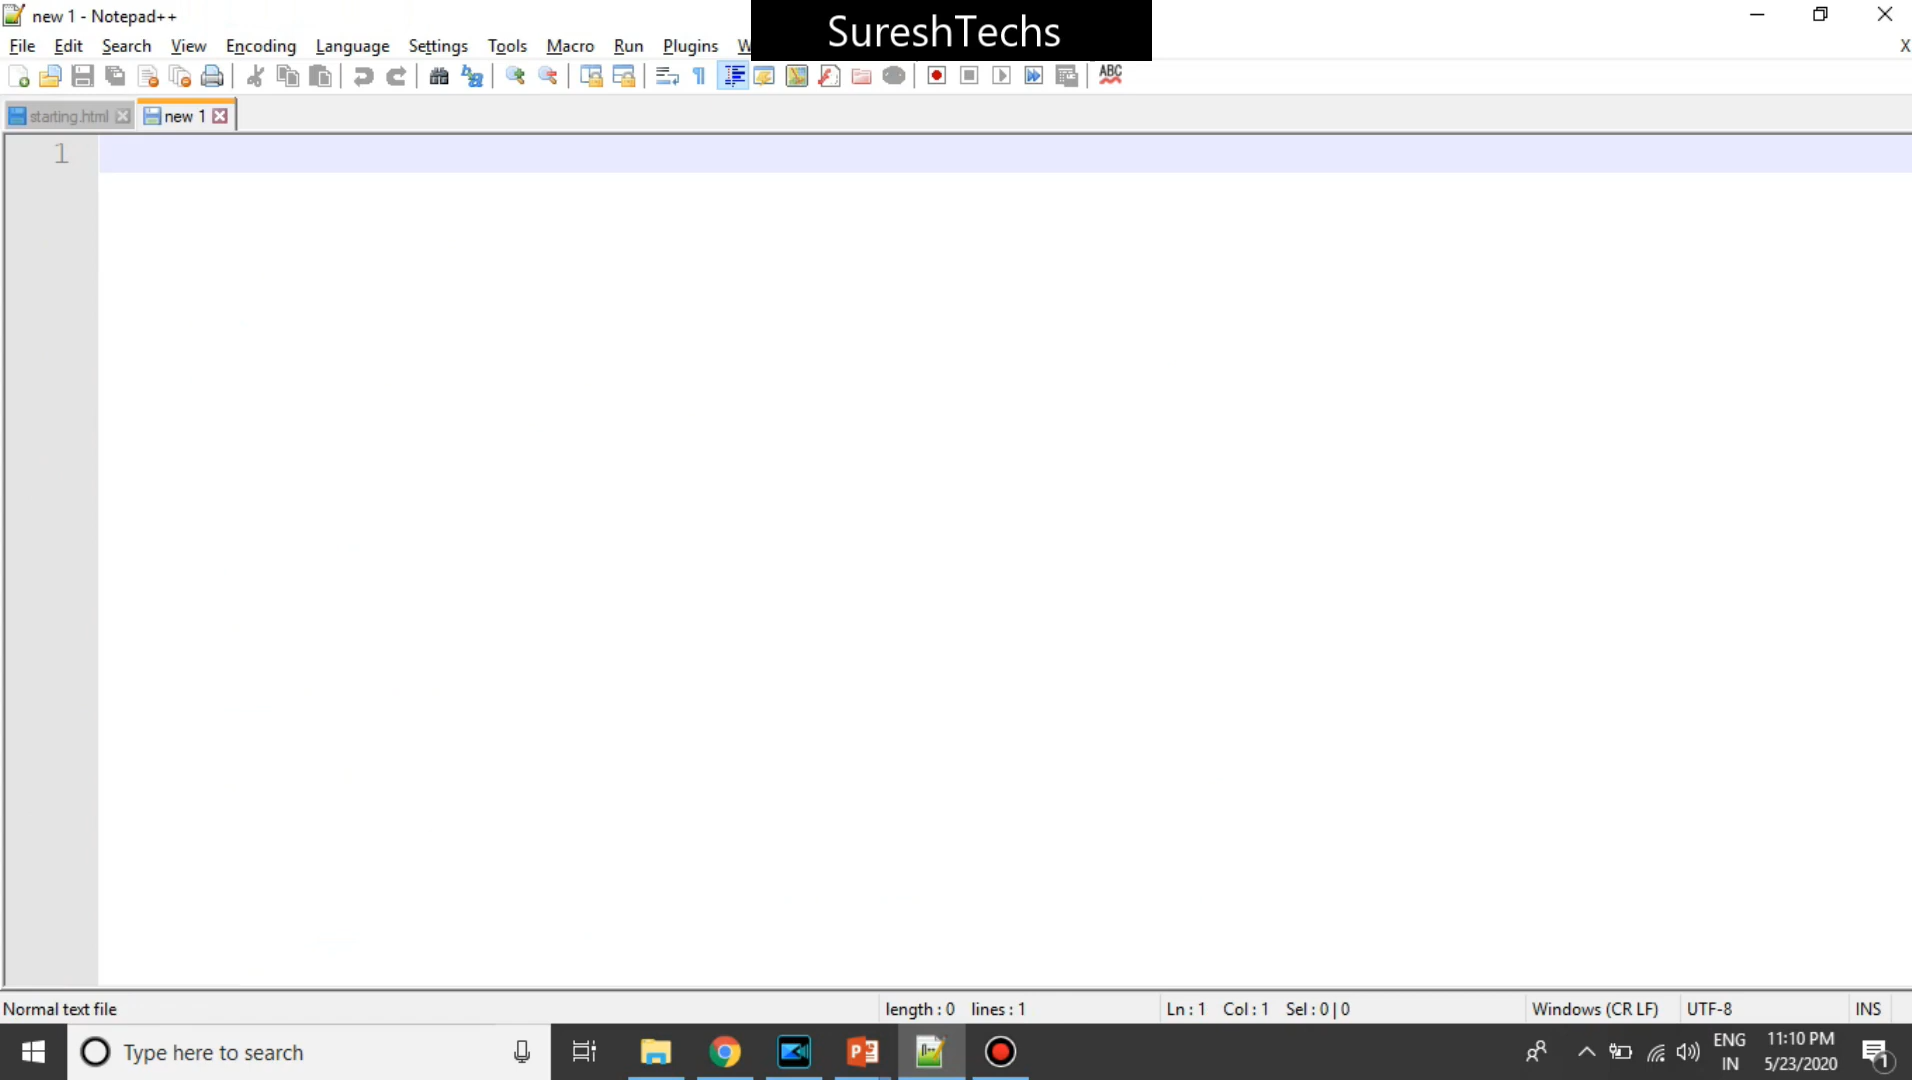 new 1 - Notepad++
SureshTechs
File Edit Search View Encoding Language Settings Tools Macro Run Plugins W X
ABC
starting.html new 1
1
Normal text file length : 0 lines : 1 Ln : 1 Col : 1 Sel : 0 | 0 Windows (CR LF) UTF-8 INS
Type here to search
ENG 11:10 PM
IN 5/23/2020 1